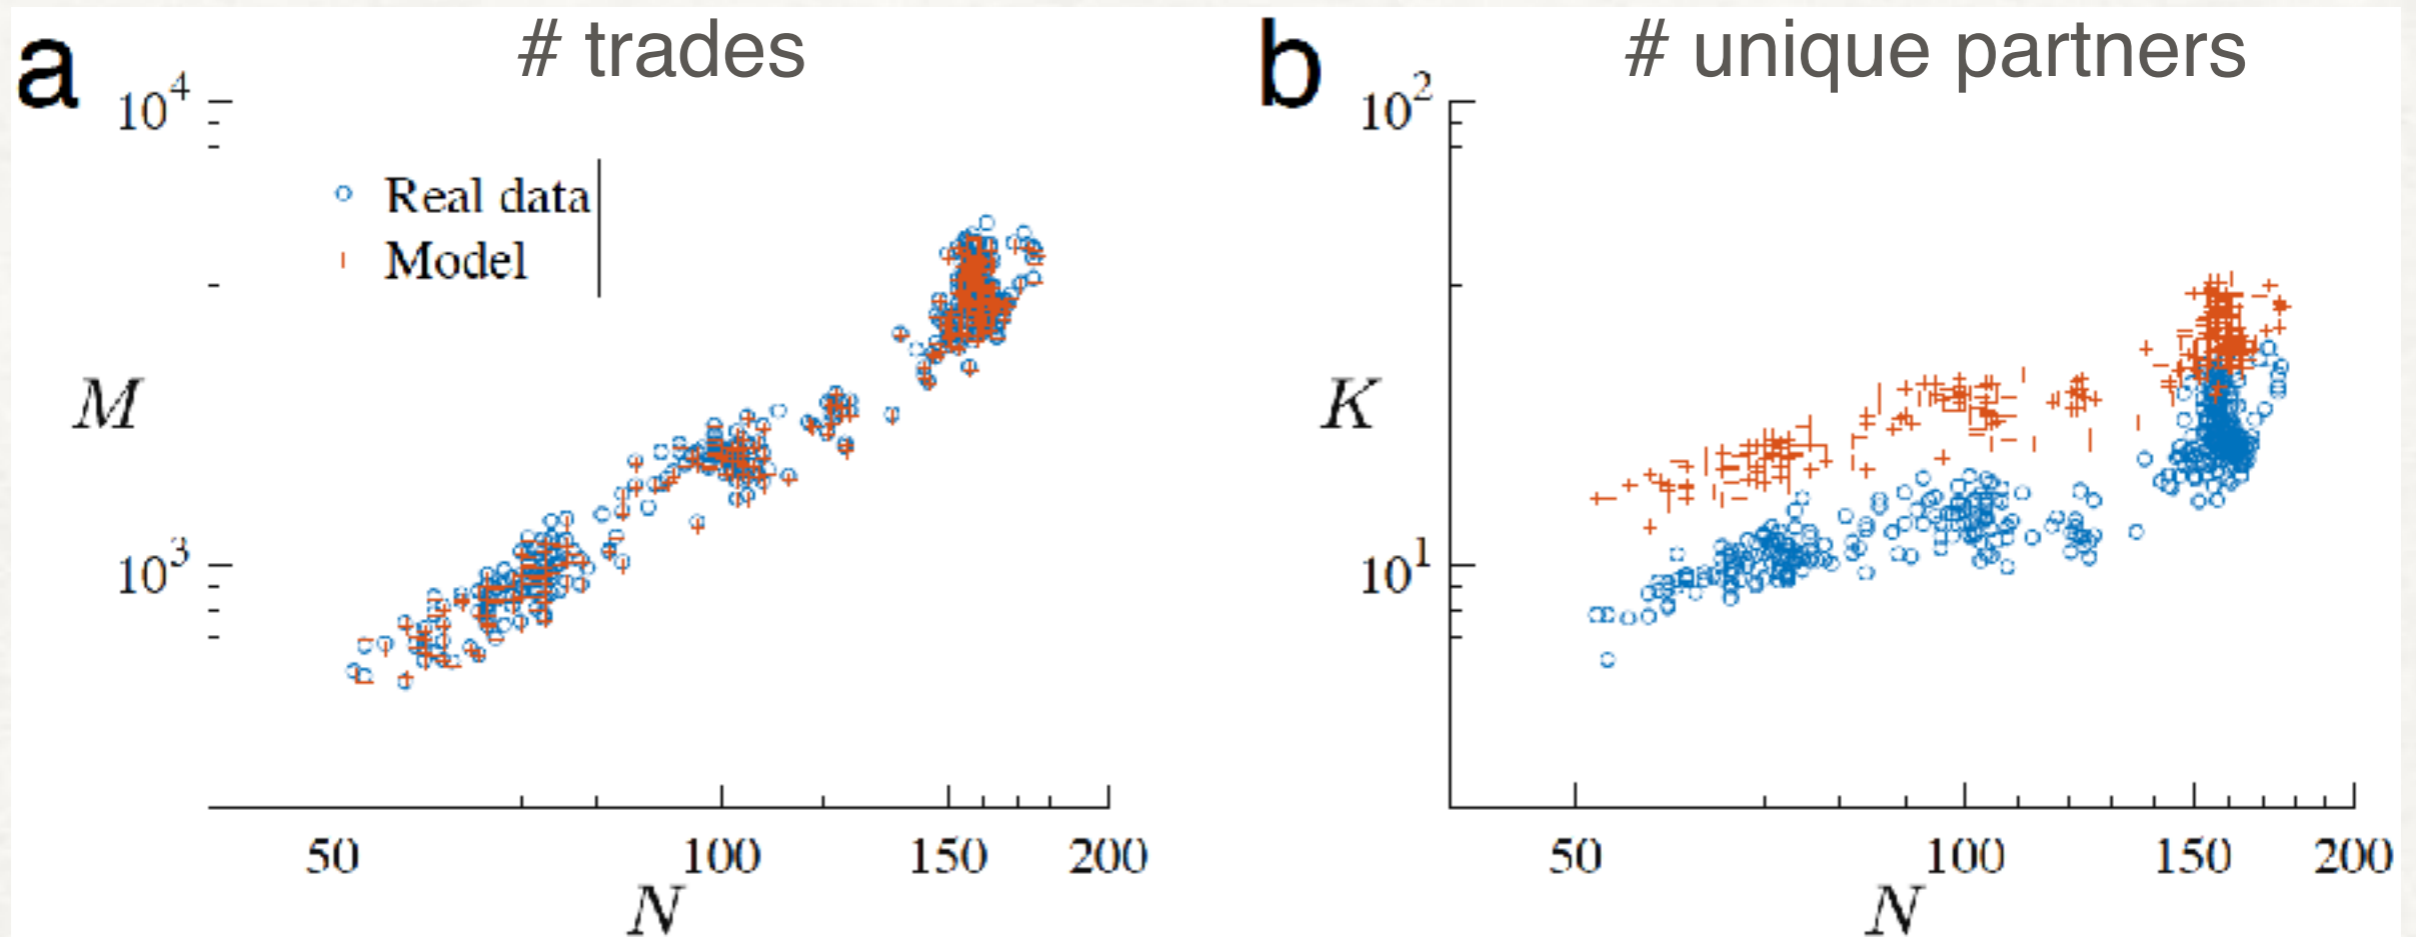 a
# trades
10^4
Real data
Model
M
10^3
50 100 150 200
N
b
# unique partners
10^2
K
10^1
50 100 150 200
N